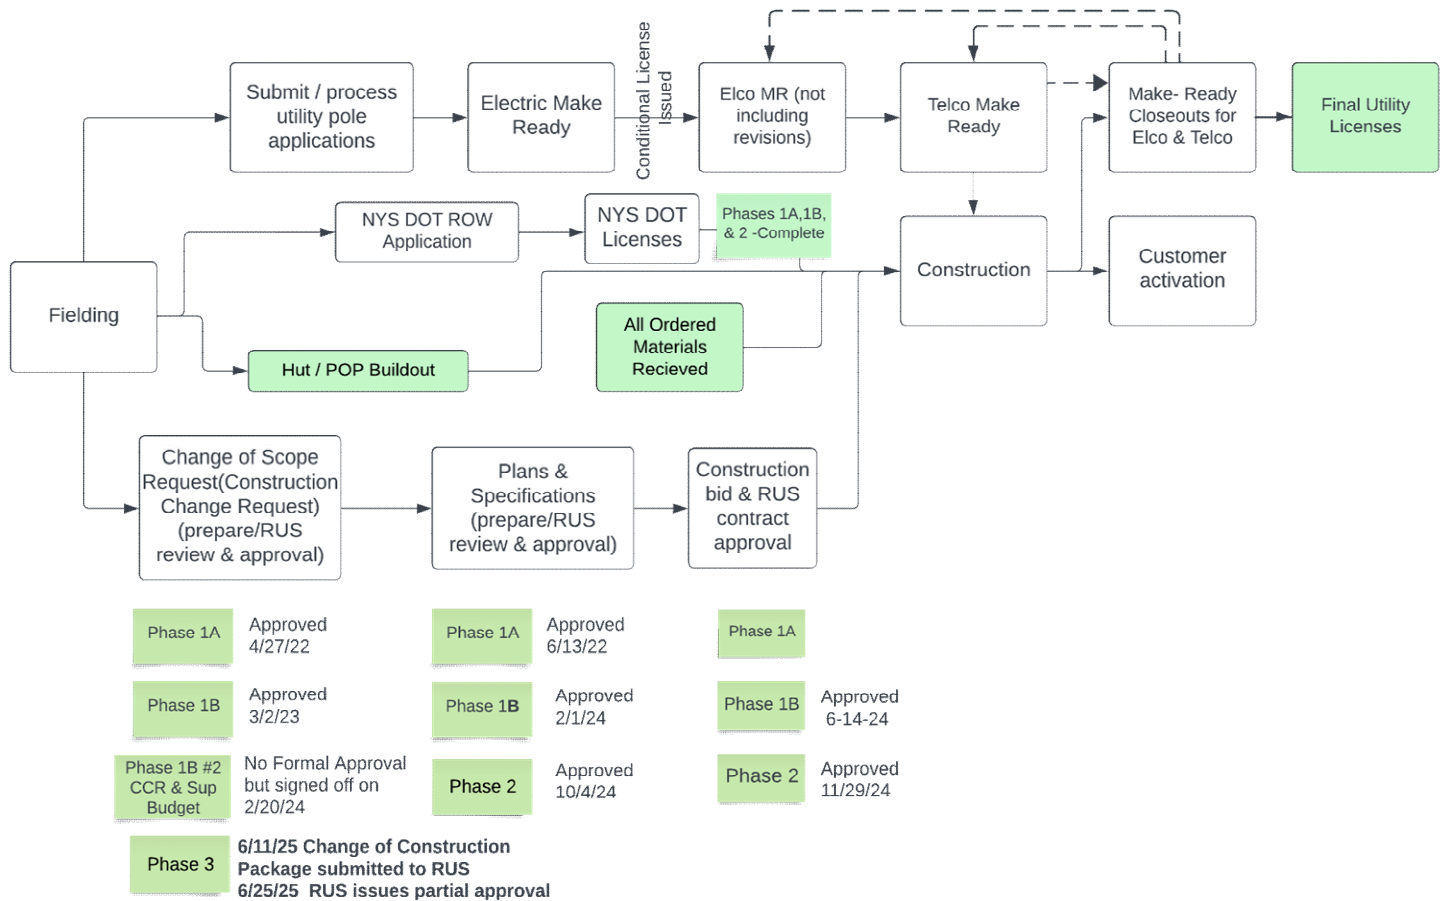 Submit / process
utility pole
applications
Electric Make
Ready
Conditional License
Issued
Elco MR (not
including
revisions)
Telco Make
Ready
Make- Ready
Closeouts for
Elco & Telco
Final Utility
Licenses
NYS DOT ROW
Application
NYS DOT
Licenses
Phases 1A,1B,
& 2 -Complete
Construction
Customer
activation
Fielding
Hut / POP Buildout
All Ordered
Materials
Recieved
Change of Scope
Request(Construction
Change Request)
(prepare/RUS
review & approval)
Plans &
Specifications
(prepare/RUS
review & approval)
Construction
bid & RUS
contract
approval
Phase 1A
Approved
4/27/22
Phase 1A
Approved
6/13/22
Phase 1A
Phase 1B
Approved
3/2/23
Phase 1B
Approved
2/1/24
Phase 1B
Approved
6-14-24
Phase 1B #2
CCR & Sup
Budget
No Formal Approval
but signed off on
2/20/24
Phase 2
Approved
10/4/24
Phase 2
Approved
11/29/24
Phase 3
6/11/25 Change of Construction
Package submitted to RUS
6/25/25 RUS issues partial approval